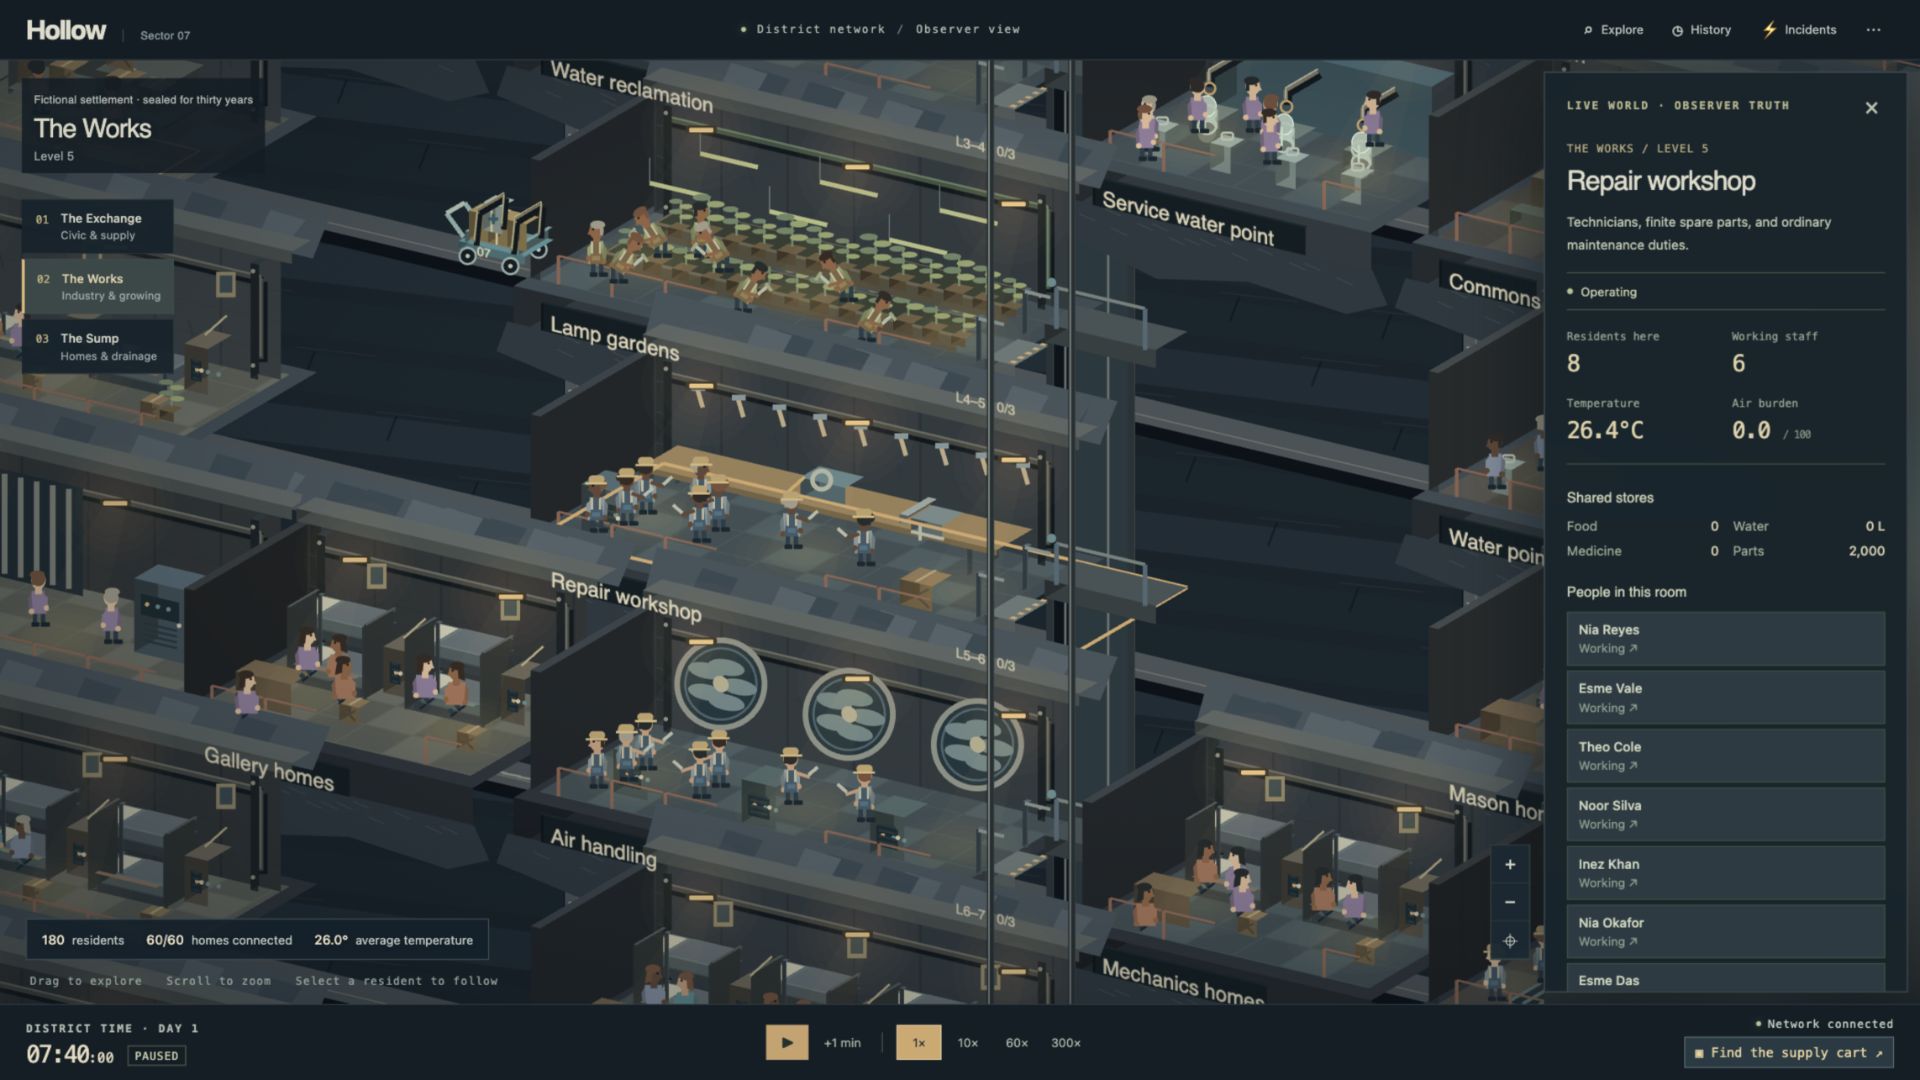 Hollow
Sector 07
District network / Observer view
Explore
History
Incidents
Fictional settlement · sealed for thirty years
The Works
Level 5
01 The Exchange
Civic & supply
02 The Works
Industry & growing
03 The Sump
Homes & drainage
Water reclamation
L3–4 0/3
Service water point
Commons
07
Lamp gardens
L4–5 0/3
Water poin
Repair workshop
L5–6 0/3
Gallery homes
Air handling
Mason hor
L6–7 0/3
Mechanics homes
LIVE WORLD · OBSERVER TRUTH
THE WORKS / LEVEL 5
Repair workshop
Technicians, finite spare parts, and ordinary
maintenance duties.
Operating
Residents here
8
Working staff
6
Temperature
26.4°C
Air burden
0.0 / 100
Shared stores
Food 0 Water 0 L
Medicine 0 Parts 2,000
People in this room
Nia Reyes
Working ↗
Esme Vale
Working ↗
Theo Cole
Working ↗
Noor Silva
Working ↗
Inez Khan
Working ↗
Nia Okafor
Working ↗
Esme Das
180 residents 60/60 homes connected 26.0° average temperature
Drag to explore Scroll to zoom Select a resident to follow
DISTRICT TIME · DAY 1
07:40:00 PAUSED
+1 min
1×
10×
60×
300×
Network connected
Find the supply cart ↗